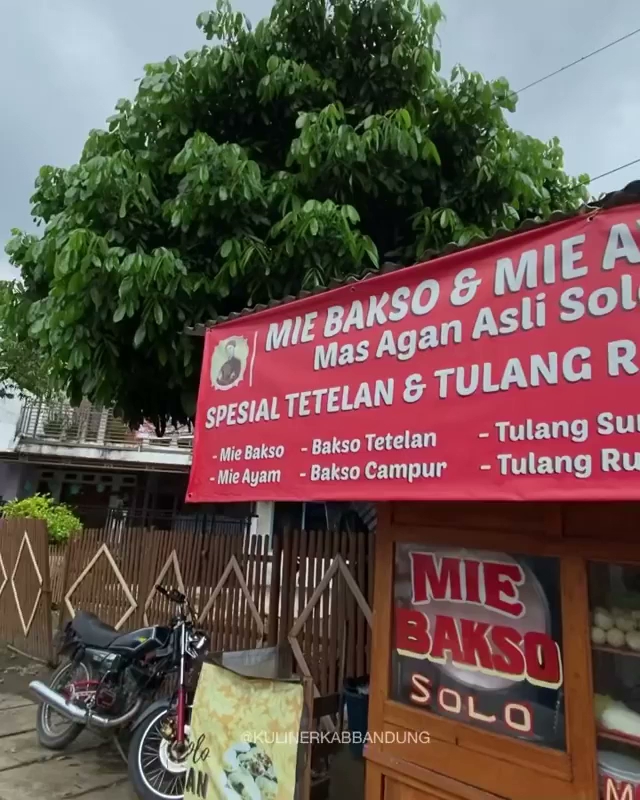 MIE BAKSO & MIE A
Mas Agan Asli Solo
SPESIAL TETELAN & TULANG R
- Mie Bakso - Bakso Tetelan - Tulang Su
- Mie Ayam - Bakso Campur - Tulang Ru
MIE
BAKSO
SOLO
@KULINERKABBANDUNG